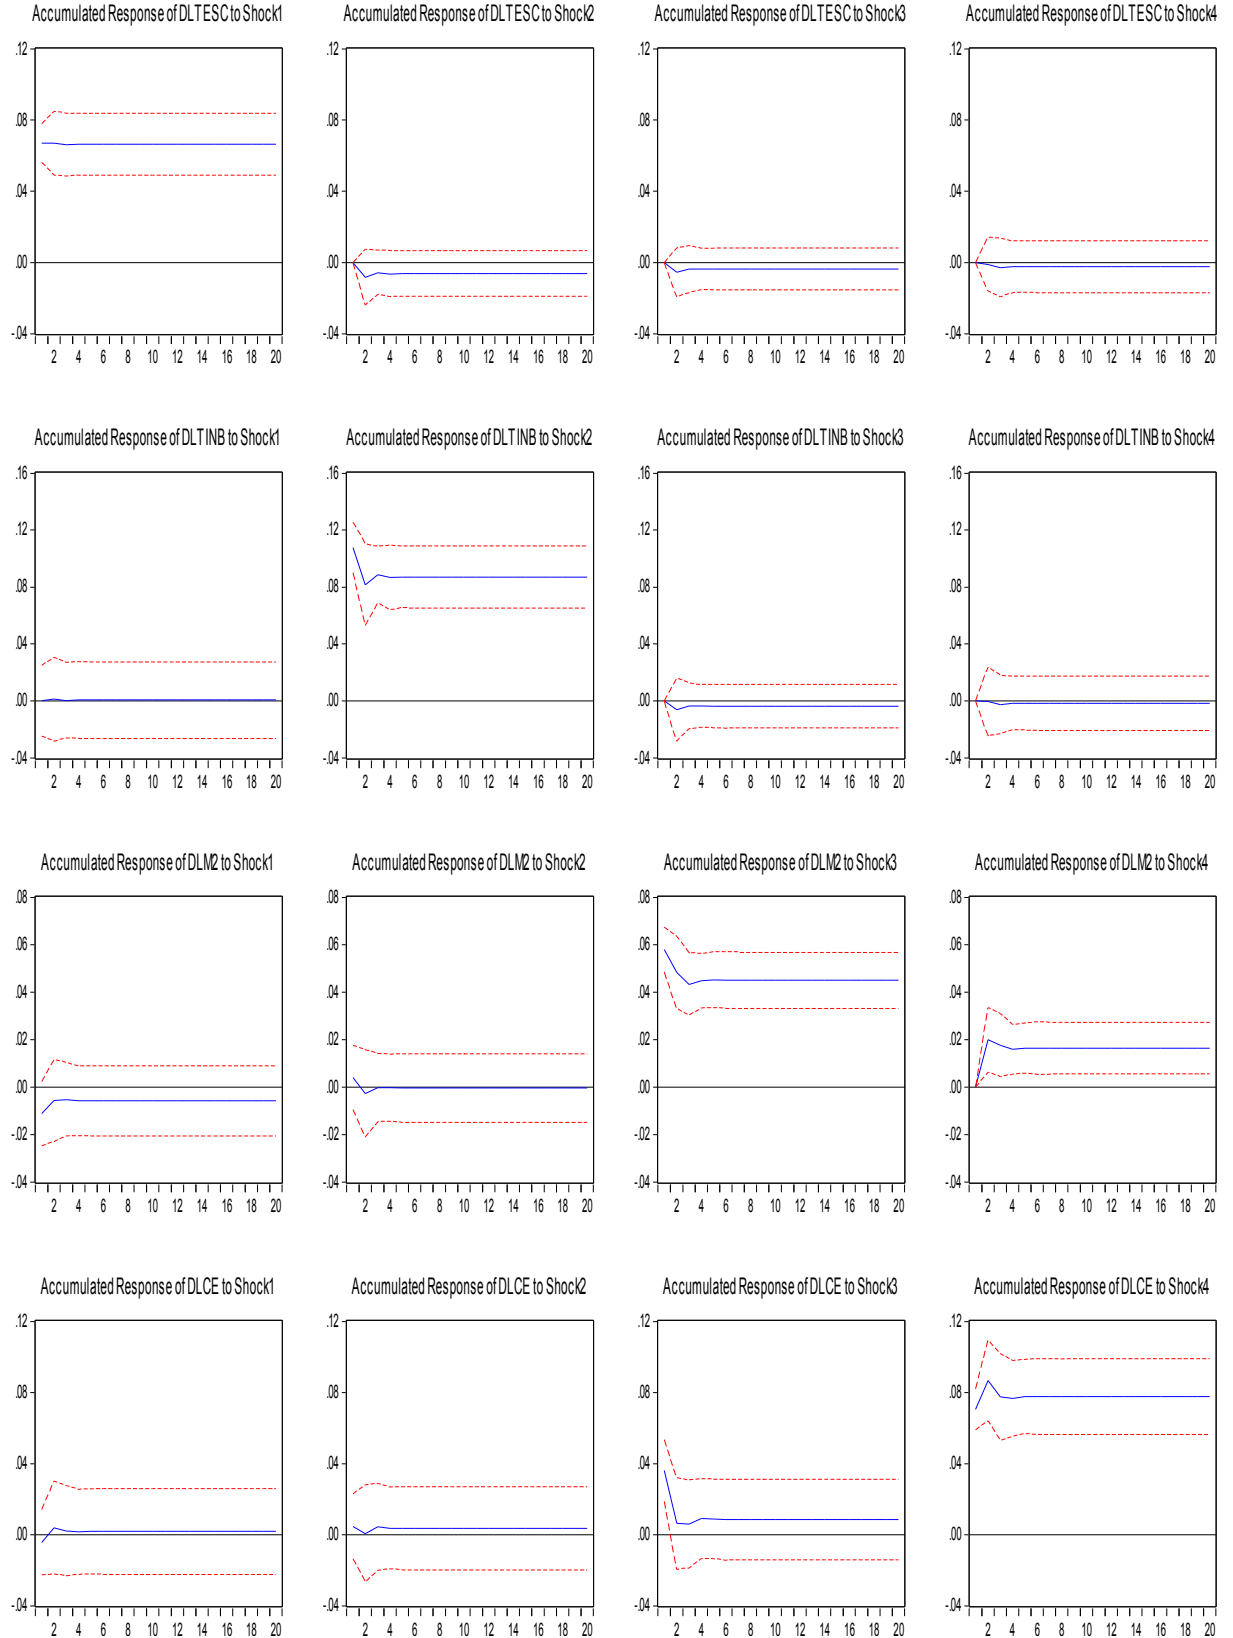 Accumulated Response of DLTESC to Shock1 Accumulated Response of DLTESC to Shock2 Accumulated Response of DLTESC to Shock3 Accumulated Response of DLTESC to Shock4
.12 .12 .12 .12
.08 .08 .08 .08
.04 .04 .04 .04
.00 .00 .00 .00
-.04 -.04 -.04 -.04
2 4 6 8 10 12 14 16 18 20 2 4 6 8 10 12 14 16 18 20 2 4 6 8 10 12 14 16 18 20 2 4 6 8 10 12 14 16 18 20
Accumulated Response of DLTINB to Shock1 Accumulated Response of DLTINB to Shock2 Accumulated Response of DLTINB to Shock3 Accumulated Response of DLTINB to Shock4
.16 .16 .16 .16
.12 .12 .12 .12
.08 .08 .08 .08
.04 .04 .04 .04
.00 .00 .00 .00
-.04 -.04 -.04 -.04
2 4 6 8 10 12 14 16 18 20 2 4 6 8 10 12 14 16 18 20 2 4 6 8 10 12 14 16 18 20 2 4 6 8 10 12 14 16 18 20
Accumulated Response of DLM2 to Shock1 Accumulated Response of DLM2 to Shock2 Accumulated Response of DLM2 to Shock3 Accumulated Response of DLM2 to Shock4
.08 .08 .08 .08
.06 .06 .06 .06
.04 .04 .04 .04
.02 .02 .02 .02
.00 .00 .00 .00
-.02 -.02 -.02 -.02
-.04 -.04 -.04 -.04
2 4 6 8 10 12 14 16 18 20 2 4 6 8 10 12 14 16 18 20 2 4 6 8 10 12 14 16 18 20 2 4 6 8 10 12 14 16 18 20
Accumulated Response of DLCE to Shock1 Accumulated Response of DLCE to Shock2 Accumulated Response of DLCE to Shock3 Accumulated Response of DLCE to Shock4
.12 .12 .12 .12
.08 .08 .08 .08
.04 .04 .04 .04
.00 .00 .00 .00
-.04 -.04 -.04 -.04
2 4 6 8 10 12 14 16 18 20 2 4 6 8 10 12 14 16 18 20 2 4 6 8 10 12 14 16 18 20 2 4 6 8 10 12 14 16 18 20